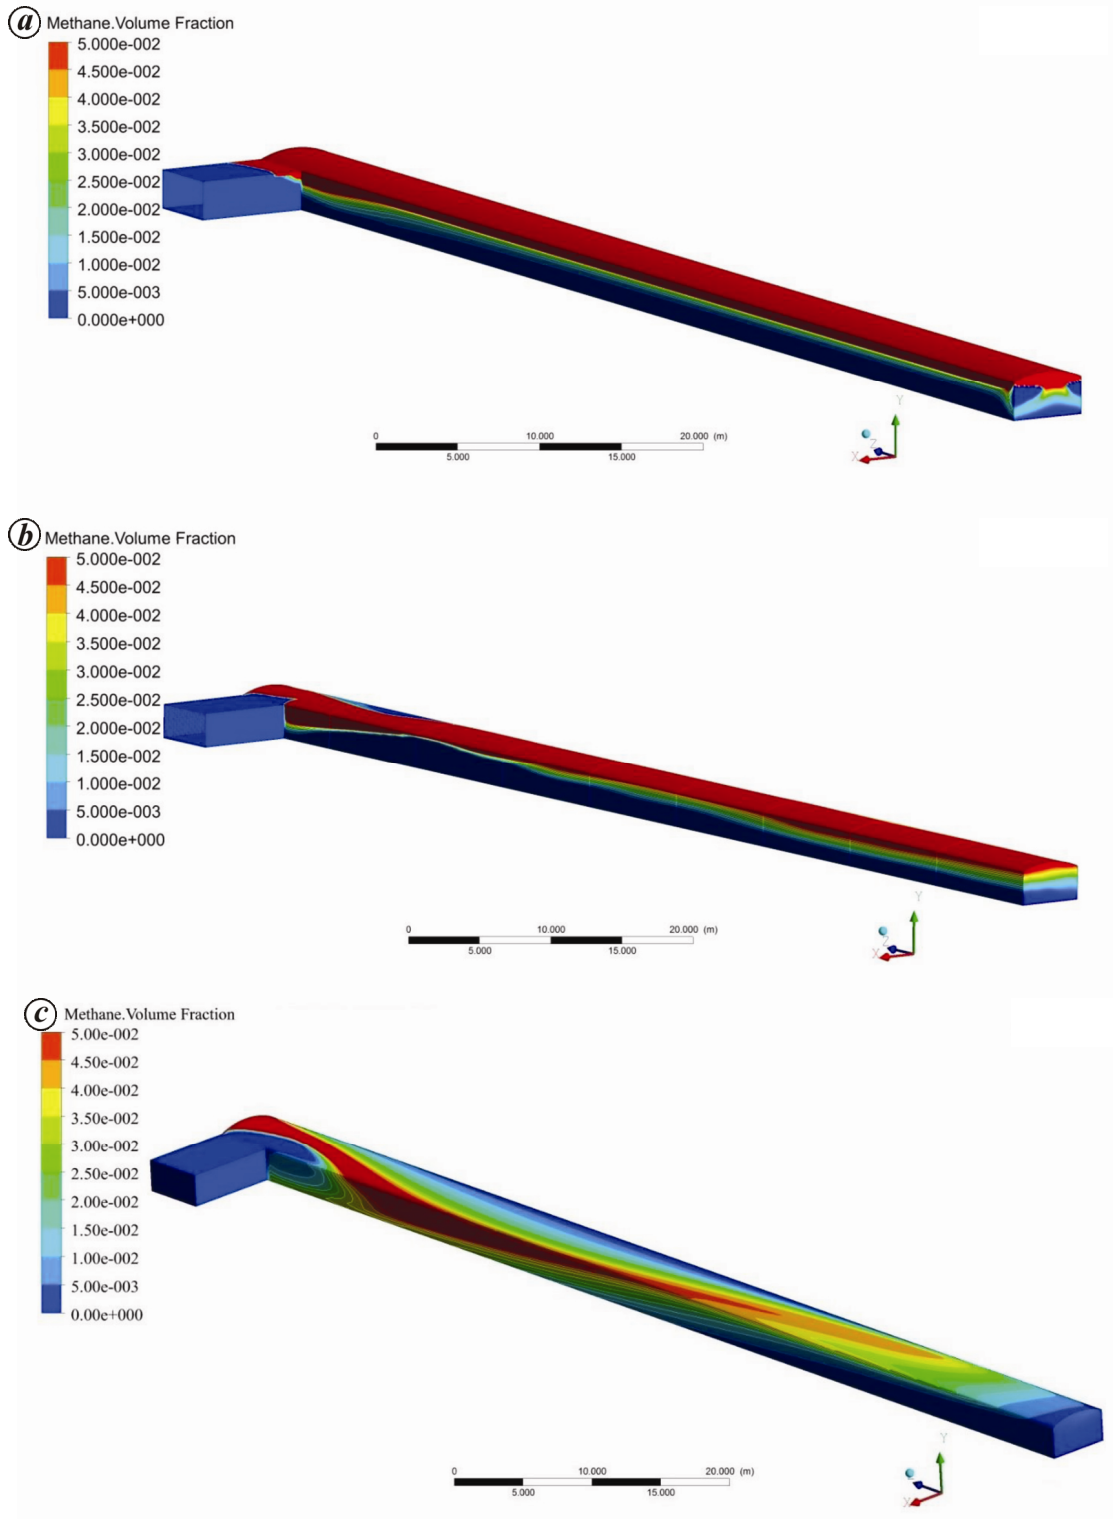 a Methane.Volume Fraction
5.000e-002
4.500e-002
4.000e-002
3.500e-002
3.000e-002
2.500e-002
2.000e-002
1.500e-002
1.000e-002
5.000e-003
0.000e+000
Y
Z
X
0 10.000 20.000 (m)
5.000 15.000
b Methane.Volume Fraction
5.000e-002
4.500e-002
4.000e-002
3.500e-002
3.000e-002
2.500e-002
2.000e-002
1.500e-002
1.000e-002
5.000e-003
0.000e+000
Y
Z
X
0 10.000 20.000 (m)
5.000 15.000
c Methane.Volume Fraction
5.00e-002
4.50e-002
4.00e-002
3.50e-002
3.00e-002
2.50e-002
2.00e-002
1.50e-002
1.00e-002
5.00e-003
0.00e+000
Y
X
0 10.000 20.000 (m)
5.000 15.000